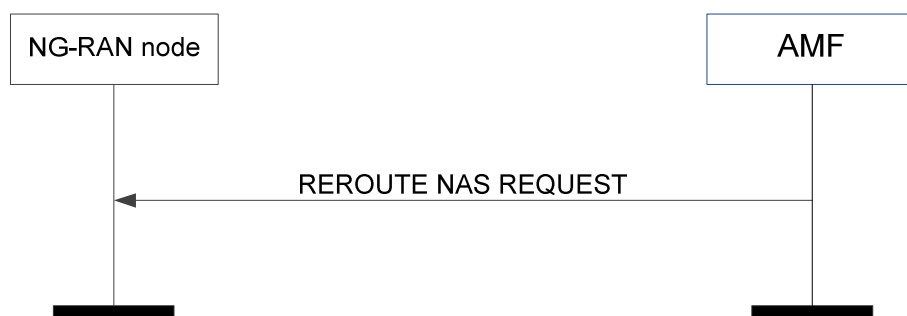 NG-RAN node
AMF
REROUTE NAS REQUEST